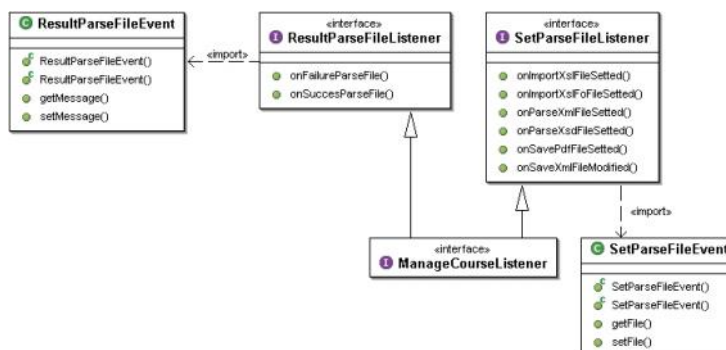 ResultParseFileEvent
ResultParseFileEvent()
ResultParseFileEvent()
getMessage()
setMessage()
«import»
«interface»
ResultParseFileListener
onFailureParseFile()
onSuccesParseFile()
«interface»
SetParseFileListener
onImportXslFileSetted()
onImportXslFoFileSetted()
onParseXmlFileSetted()
onParseXsdFileSetted()
onSavePdfFileSetted()
onSaveXmlFileModified()
«import»
«interface»
ManageCourseListener
SetParseFileEvent
SetParseFileEvent()
SetParseFileEvent()
getFile()
setFile()